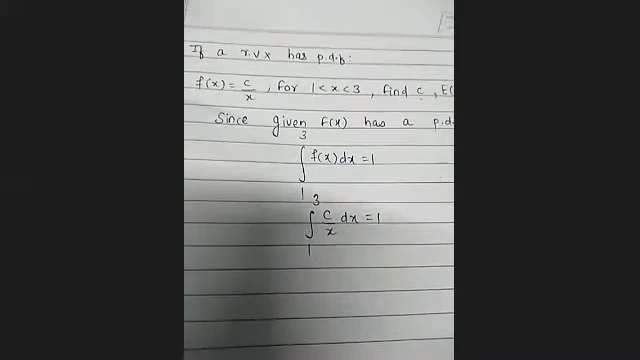 If a r.v x has p.d.f:
f(x) = c/x , for 1 < x < 3 , find c , E(
Since given f(x) has a p.d.
3
∫ f(x)dx = 1
1
3
∫ c/x dx = 1
1